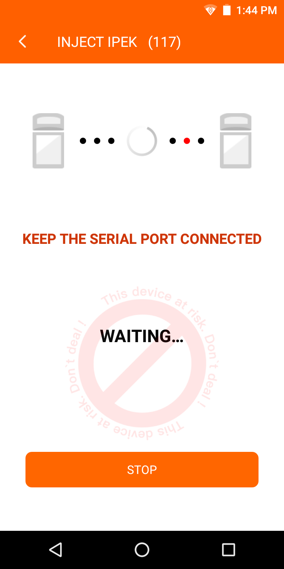 1:44 PM
INJECT IPEK (117)
KEEP THE SERIAL PORT CONNECTED
This device at risk. Don't deal !
WAITING...
This device at risk. Don't deal !
STOP